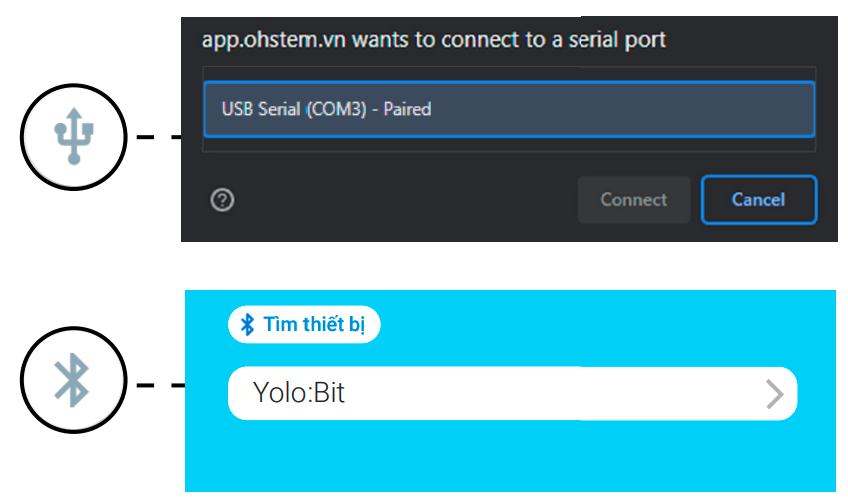 app.ohstem.vn wants to connect to a serial port
USB Serial (COM3) - Paired
Connect
Cancel
Tìm thiết bị
Yolo:Bit